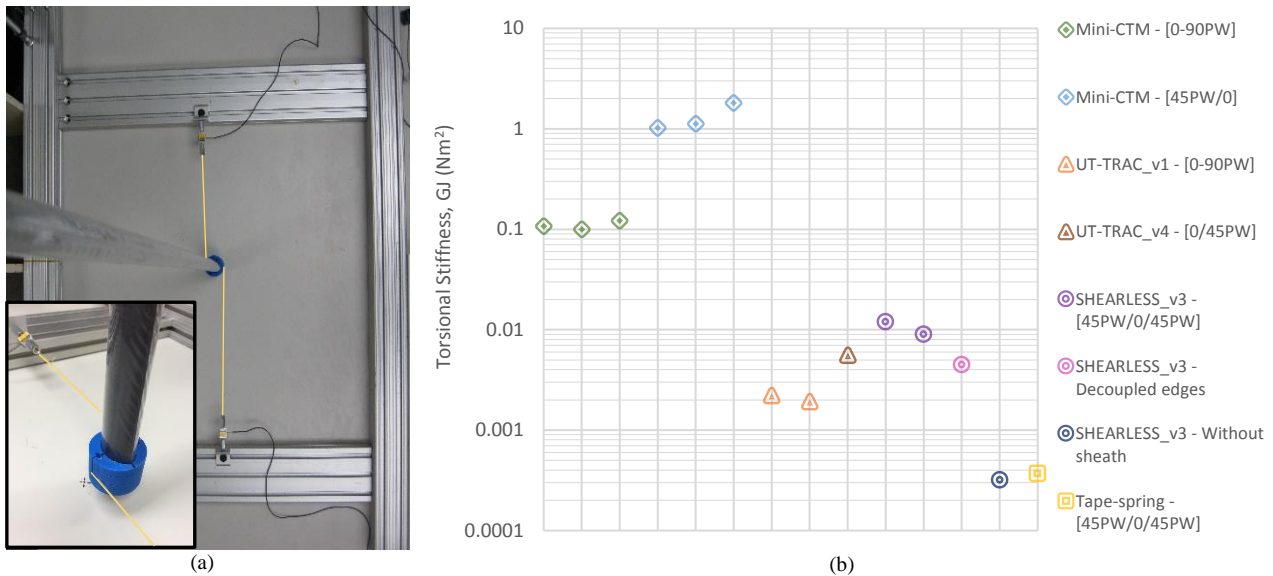 (a)
Torsional Stiffness, GJ (Nm²)
10
1
0.1
0.01
0.001
0.0001
Mini-CTM - [0-90PW]
Mini-CTM - [45PW/0]
UT-TRAC_v1 - [0-90PW]
UT-TRAC_v4 - [0/45PW]
SHEARLESS_v3 -
[45PW/0/45PW]
SHEARLESS_v3 -
Decoupled edges
SHEARLESS_v3 - Without
sheath
Tape-spring -
[45PW/0/45PW]
(b)